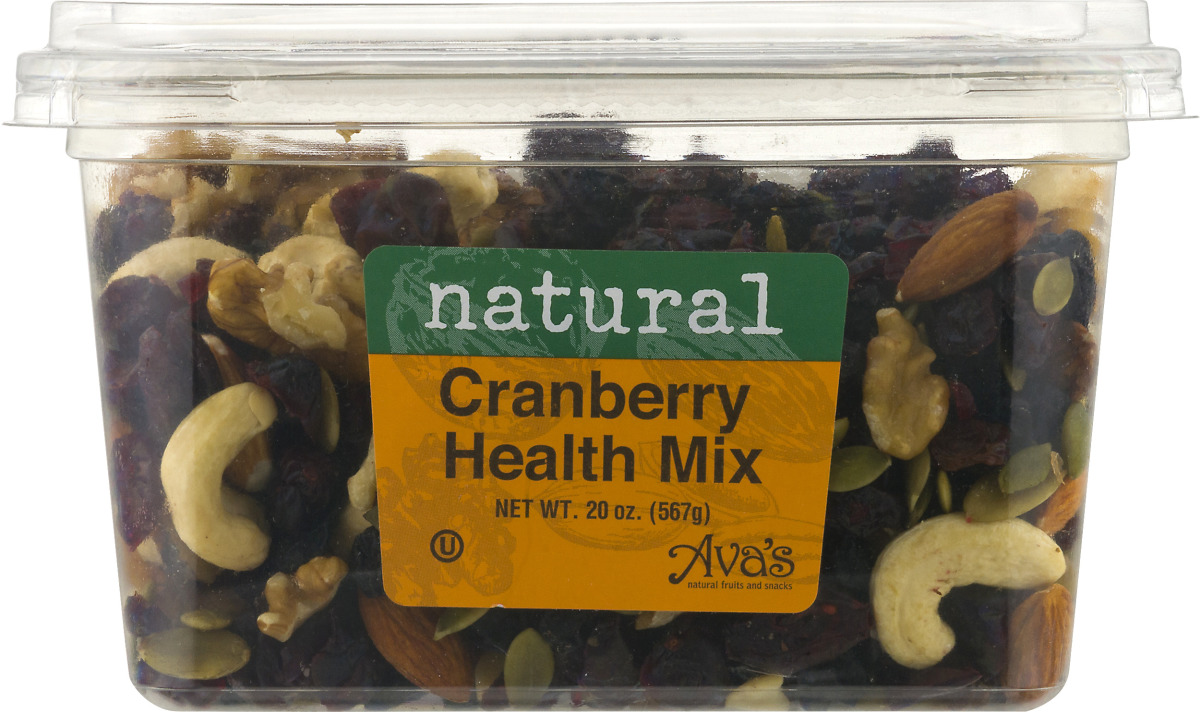 natural
Cranberry
Health Mix
NET WT. 20 oz. (567g)
U
Ava's
natural fruits and snacks